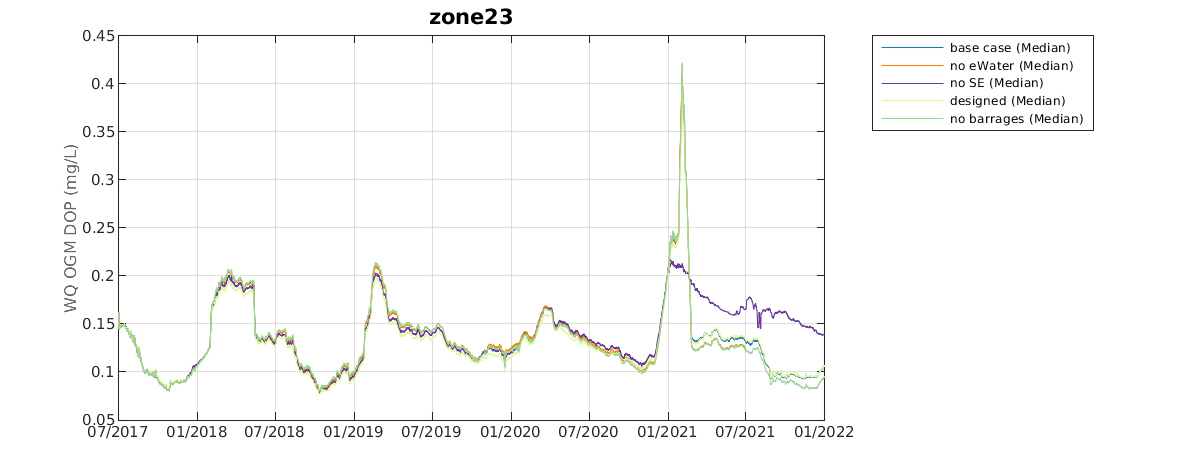 zone23
WQ OGM DOP (mg/L)
0.45
0.4
0.35
0.3
0.25
0.2
0.15
0.1
0.05
07/2017 01/2018 07/2018 01/2019 07/2019 01/2020 07/2020 01/2021 07/2021 01/2022
base case (Median)
no eWater (Median)
no SE (Median)
designed (Median)
no barrages (Median)